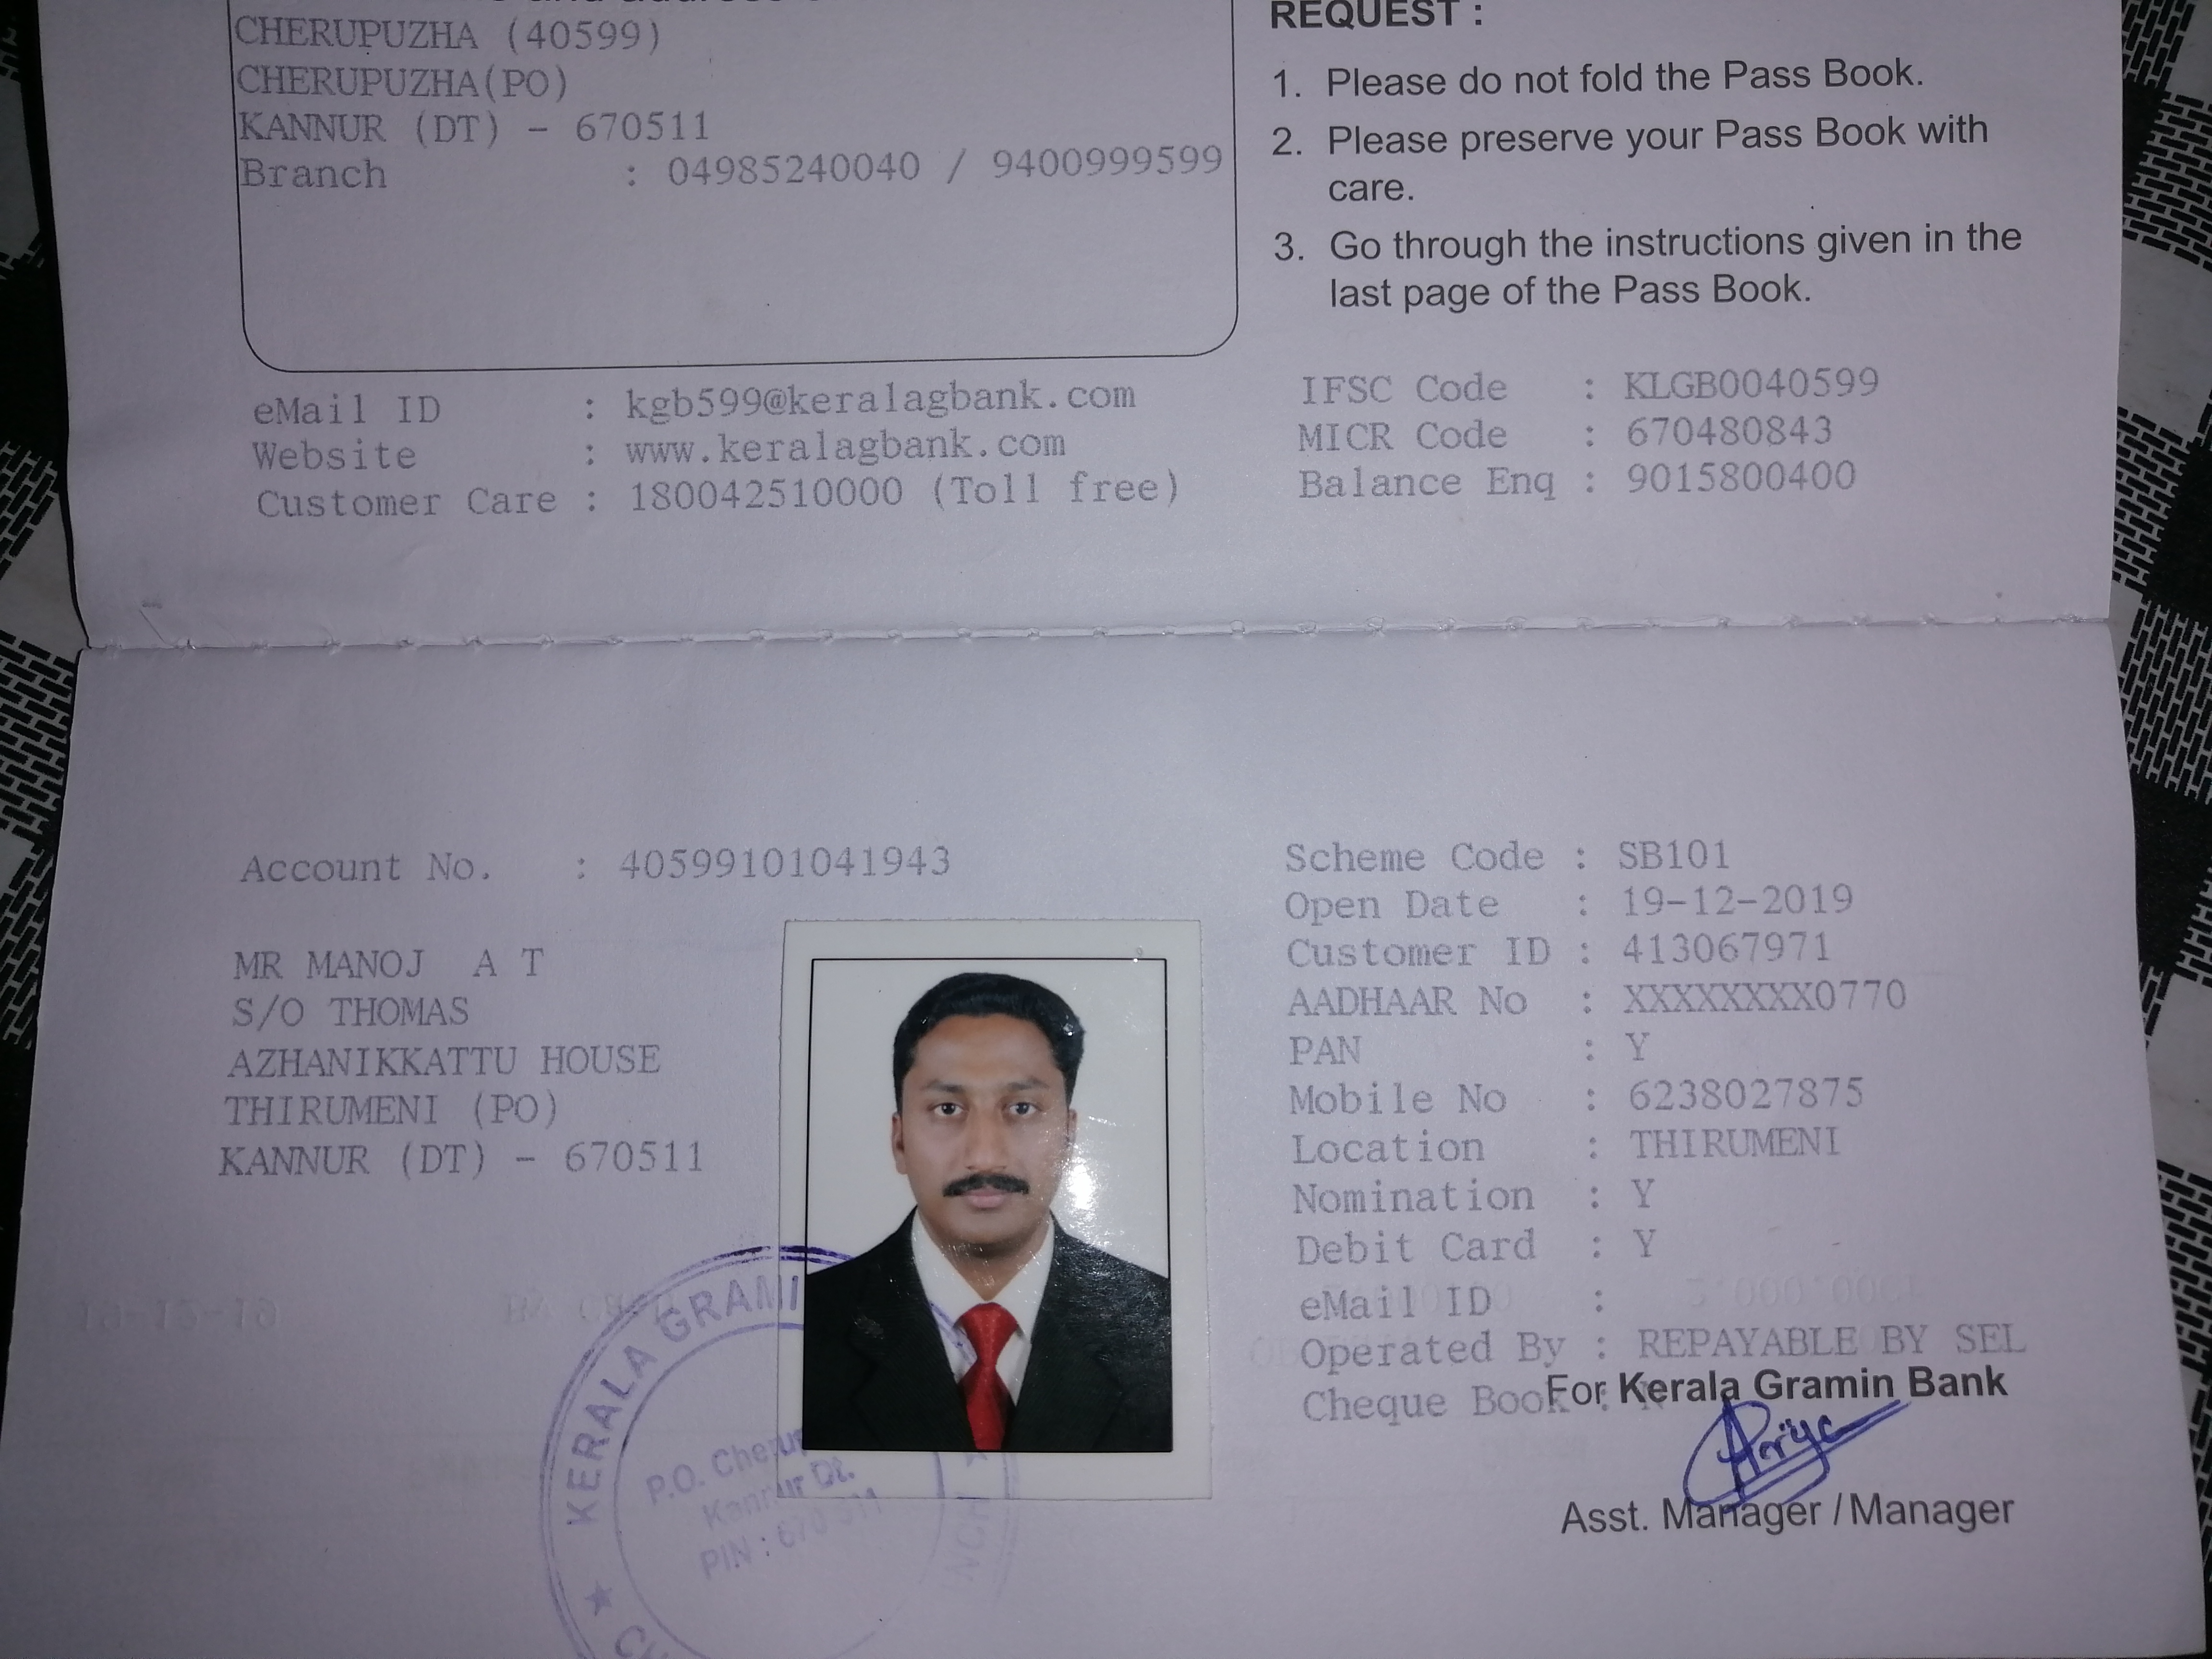 CHERUPUZHA (40599)
CHERUPUZHA(PO)
KANNUR (DT) - 670511
Branch : 04985240040 / 9400999599
REQUEST :
1. Please do not fold the Pass Book.
2. Please preserve your Pass Book with
care.
3. Go through the instructions given in the
last page of the Pass Book.
eMail ID : kgb599@keralagbank.com
Website : www.keralagbank.com
Customer Care : 180042510000 (Toll free)
IFSC Code : KLGB0040599
MICR Code : 670480843
Balance Enq : 9015800400
Account No. : 40599101041943
MR MANOJ A T
S/O THOMAS
AZHANIKKATTU HOUSE
THIRUMENI (PO)
KANNUR (DT) - 670511
Scheme Code : SB101
Open Date : 19-12-2019
Customer ID : 413067971
AADHAAR No : XXXXXXXX0770
PAN : Y
Mobile No : 6238027875
Location : THIRUMENI
Nomination : Y
Debit Card : Y
eMail ID :
Operated By : REPAYABLE BY SEL
Cheque Book : N
For Kerala Gramin Bank
Asst. Manager / Manager
KERALA GRAMI
P.O. Cherup
Kannur Dt.
PIN : 670 511